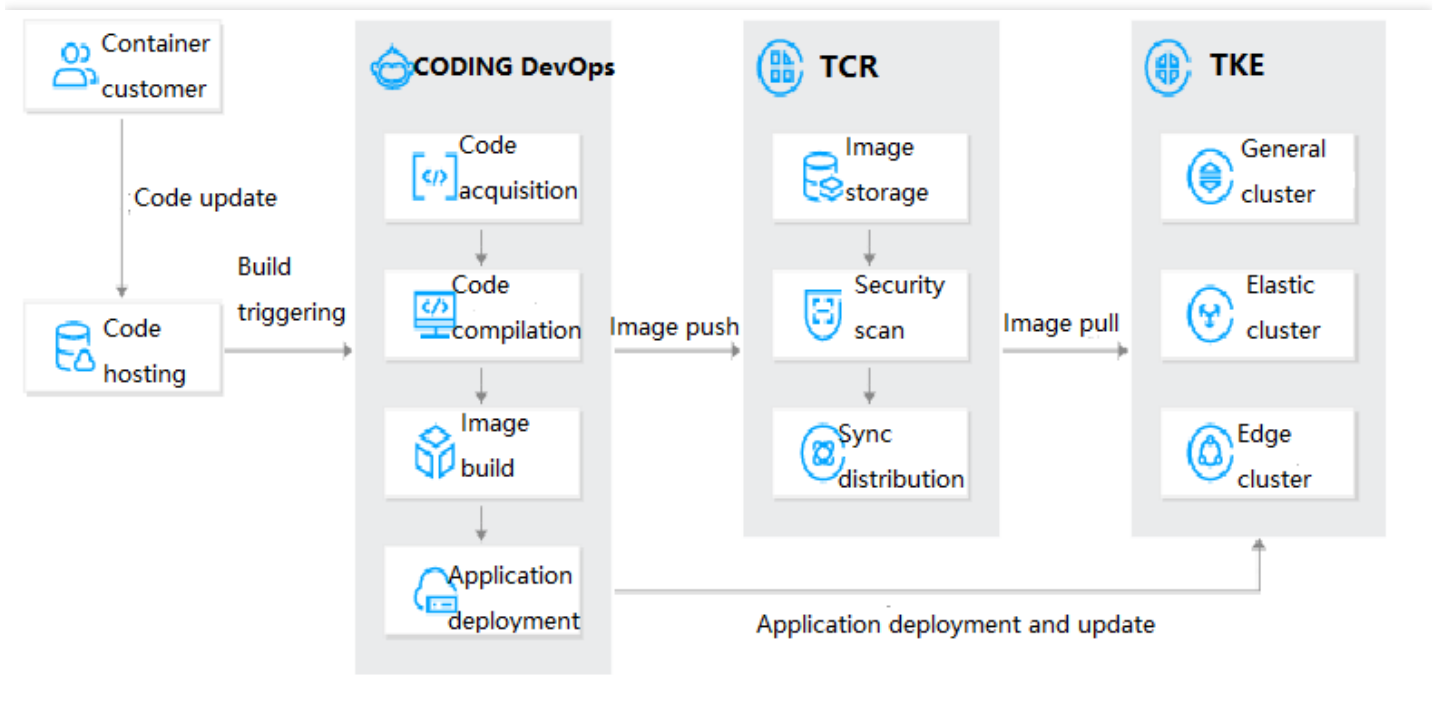 Container
customer
Code update
Code
hosting
Build
triggering
CODING DevOps
Code
acquisition
Code
compilation
Image
build
Application
deployment
Image push
TCR
Image
storage
Security
scan
Sync
distribution
Image pull
TKE
General
cluster
Elastic
cluster
Edge
cluster
Application deployment and update